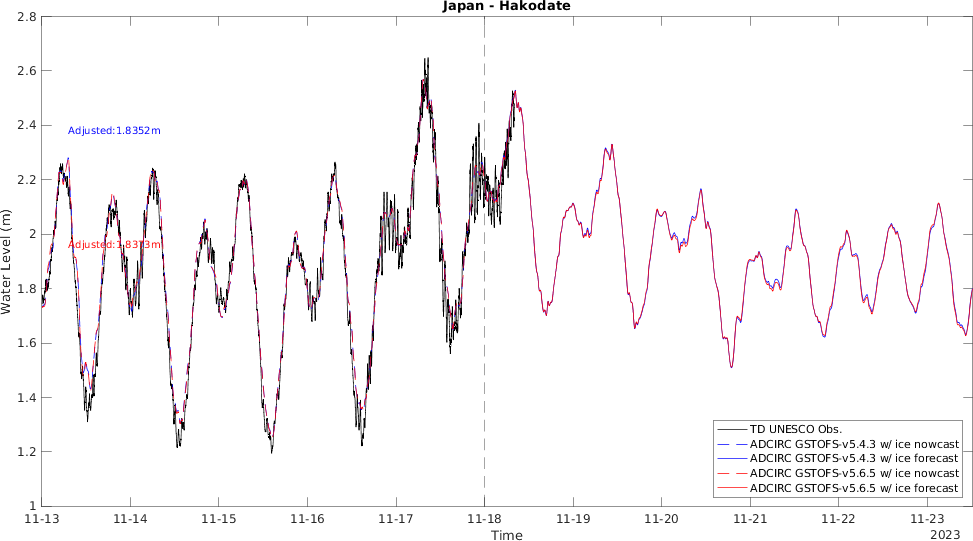 Japan - Hakodate
2.8
2.6
2.4
2.2
2
1.8
1.6
1.4
1.2
1
Water Level (m)
Adjusted:1.8352m
Adjusted:1.8373m
TD UNESCO Obs.
ADCIRC GSTOFS-v5.4.3 w/ ice nowcast
ADCIRC GSTOFS-v5.4.3 w/ ice forecast
ADCIRC GSTOFS-v5.6.5 w/ ice nowcast
ADCIRC GSTOFS-v5.6.5 w/ ice forecast
11-13 11-14 11-15 11-16 11-17 11-18 11-19 11-20 11-21 11-22 11-23
Time
2023